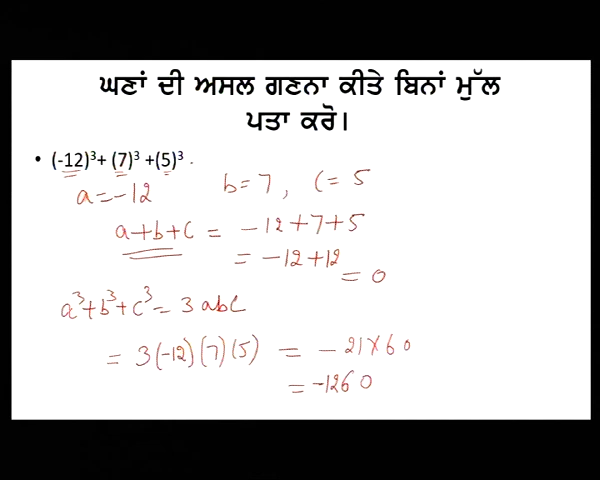 ਘਣਾਂ ਦੀ ਅਸਲ ਗਣਨਾ ਕੀਤੇ ਬਿਨਾਂ ਮੁੱਲ
ਪਤਾ ਕਰੋ।
• (-12)³+ (7)³ +(5)³ .
a=-12 b=7, C=5
a+b+c = -12+7+5
= -12+12
= 0
a³+b³+c³= 3abc
= 3(-12)(7)(5) = -21×60
= -1260